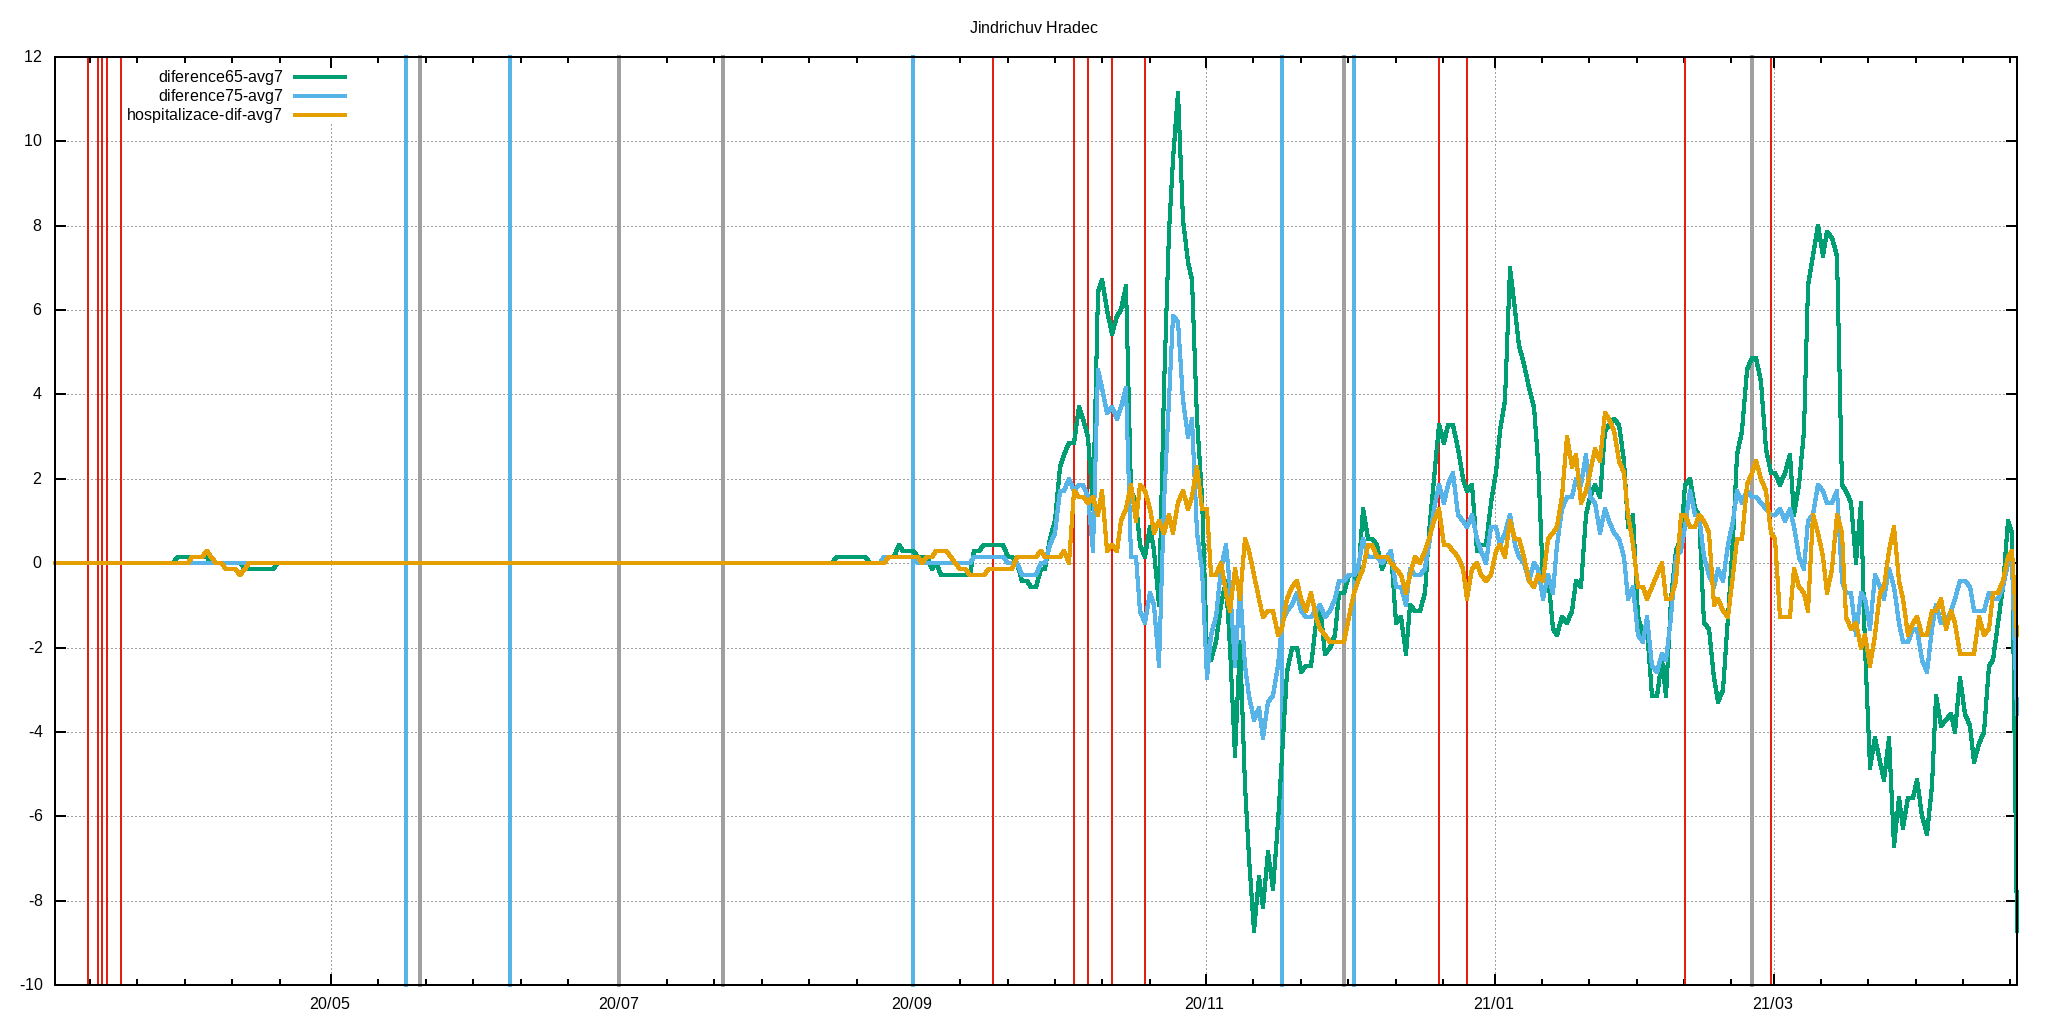 Jindrichuv Hradec
diference65-avg7
diference75-avg7
hospitalizace-dif-avg7
12
10
8
6
4
2
0
-2
-4
-6
-8
-10
20/05 20/07 20/09 20/11 21/01 21/03